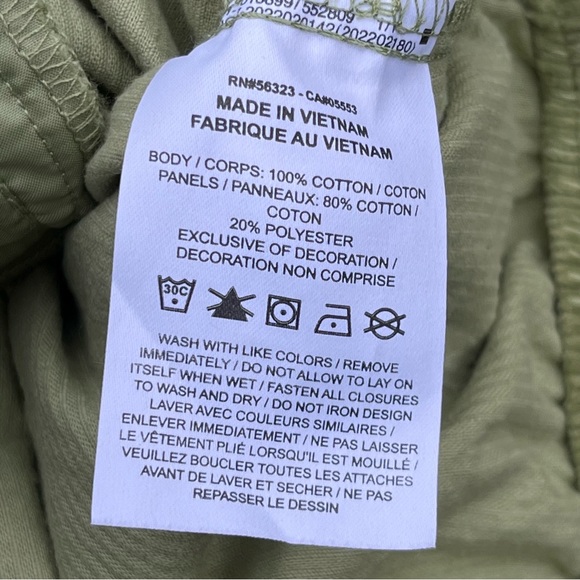 RN#56323 - CA#05553
MADE IN VIETNAM
FABRIQUE AU VIETNAM
BODY / CORPS: 100% COTTON / COTON
PANELS / PANNEAUX: 80% COTTON /
COTON
20% POLYESTER
EXCLUSIVE OF DECORATION /
DECORATION NON COMPRISE
30C
WASH WITH LIKE COLORS / REMOVE
IMMEDIATELY / DO NOT ALLOW TO LAY ON
ITSELF WHEN WET / FASTEN ALL CLOSURES
TO WASH AND DRY / DO NOT IRON DESIGN
LAVER AVEC COULEURS SIMILAIRES /
ENLEVER IMMEDIATEMENT / NE PAS LAISSER
LE VÊTEMENT PLIÉ LORSQU'IL EST MOUILLÉ /
VEUILLEZ BOUCLER TOUTES LES ATTACHES
AVANT DE LAVER ET SECHER / NE PAS
REPASSER LE DESSIN